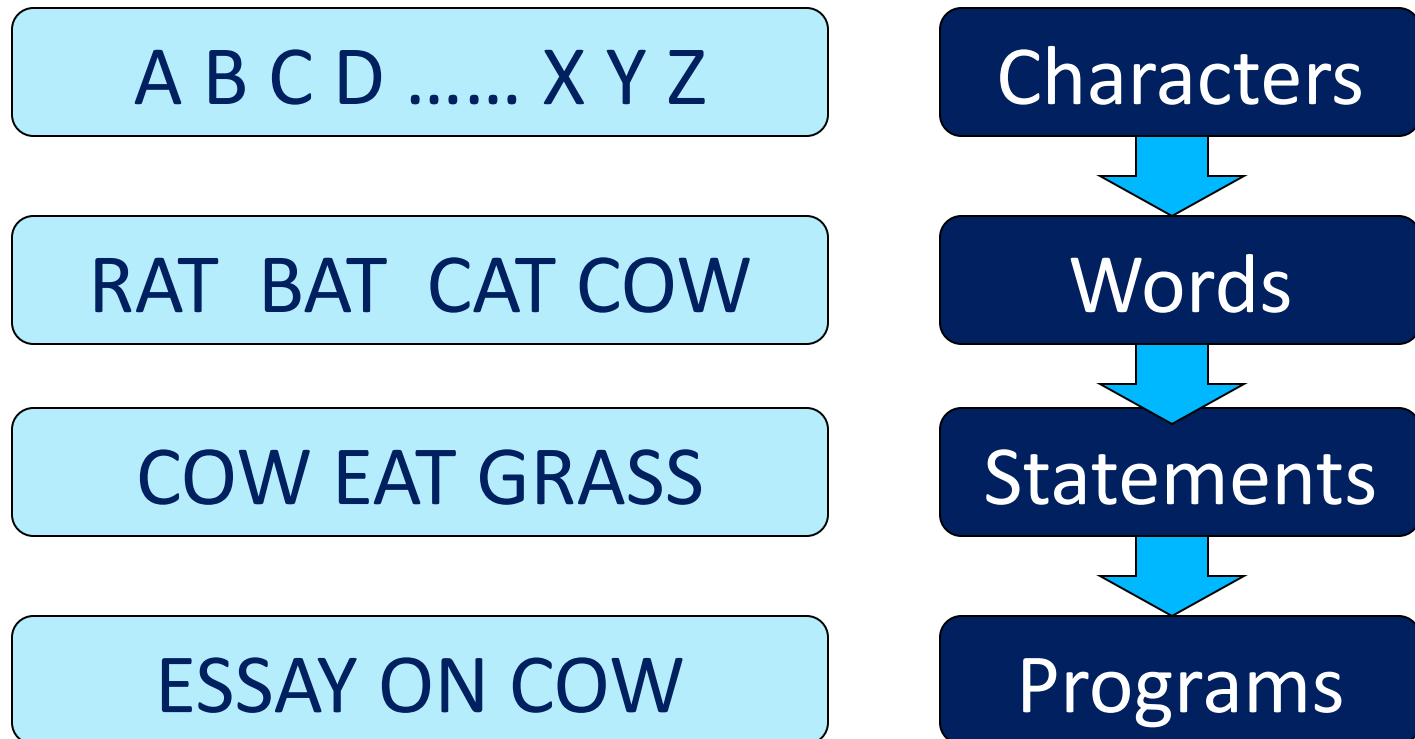 A B C D ...... X Y Z
Characters
RAT BAT CAT COW
Words
COW EAT GRASS
Statements
ESSAY ON COW
Programs